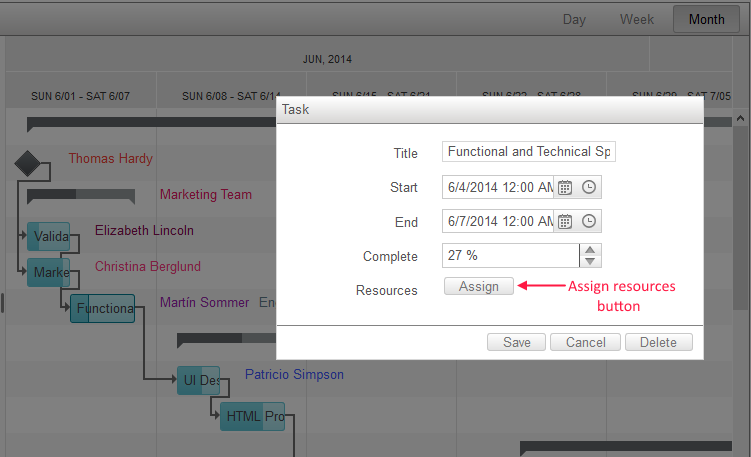 Day Week Month
JUN, 2014
SUN 6/01 - SAT 6/07 SUN 6/08 - SAT 6/14 SUN 6/15 - SAT 6/21 SUN 6/22 - SAT 6/28 SUN 6/29 - SAT 7/05
Task
Title Functional and Technical Sp
Thomas Hardy
Start 6/4/2014 12:00 AM
Marketing Team
End 6/7/2014 12:00 AM
Valida Elizabeth Lincoln
Complete 27 %
Marke Christina Berglund
Resources Assign Assign resources
button
Functiona Martín Sommer En
Save Cancel Delete
UI Des Patricio Simpson
HTML Pro